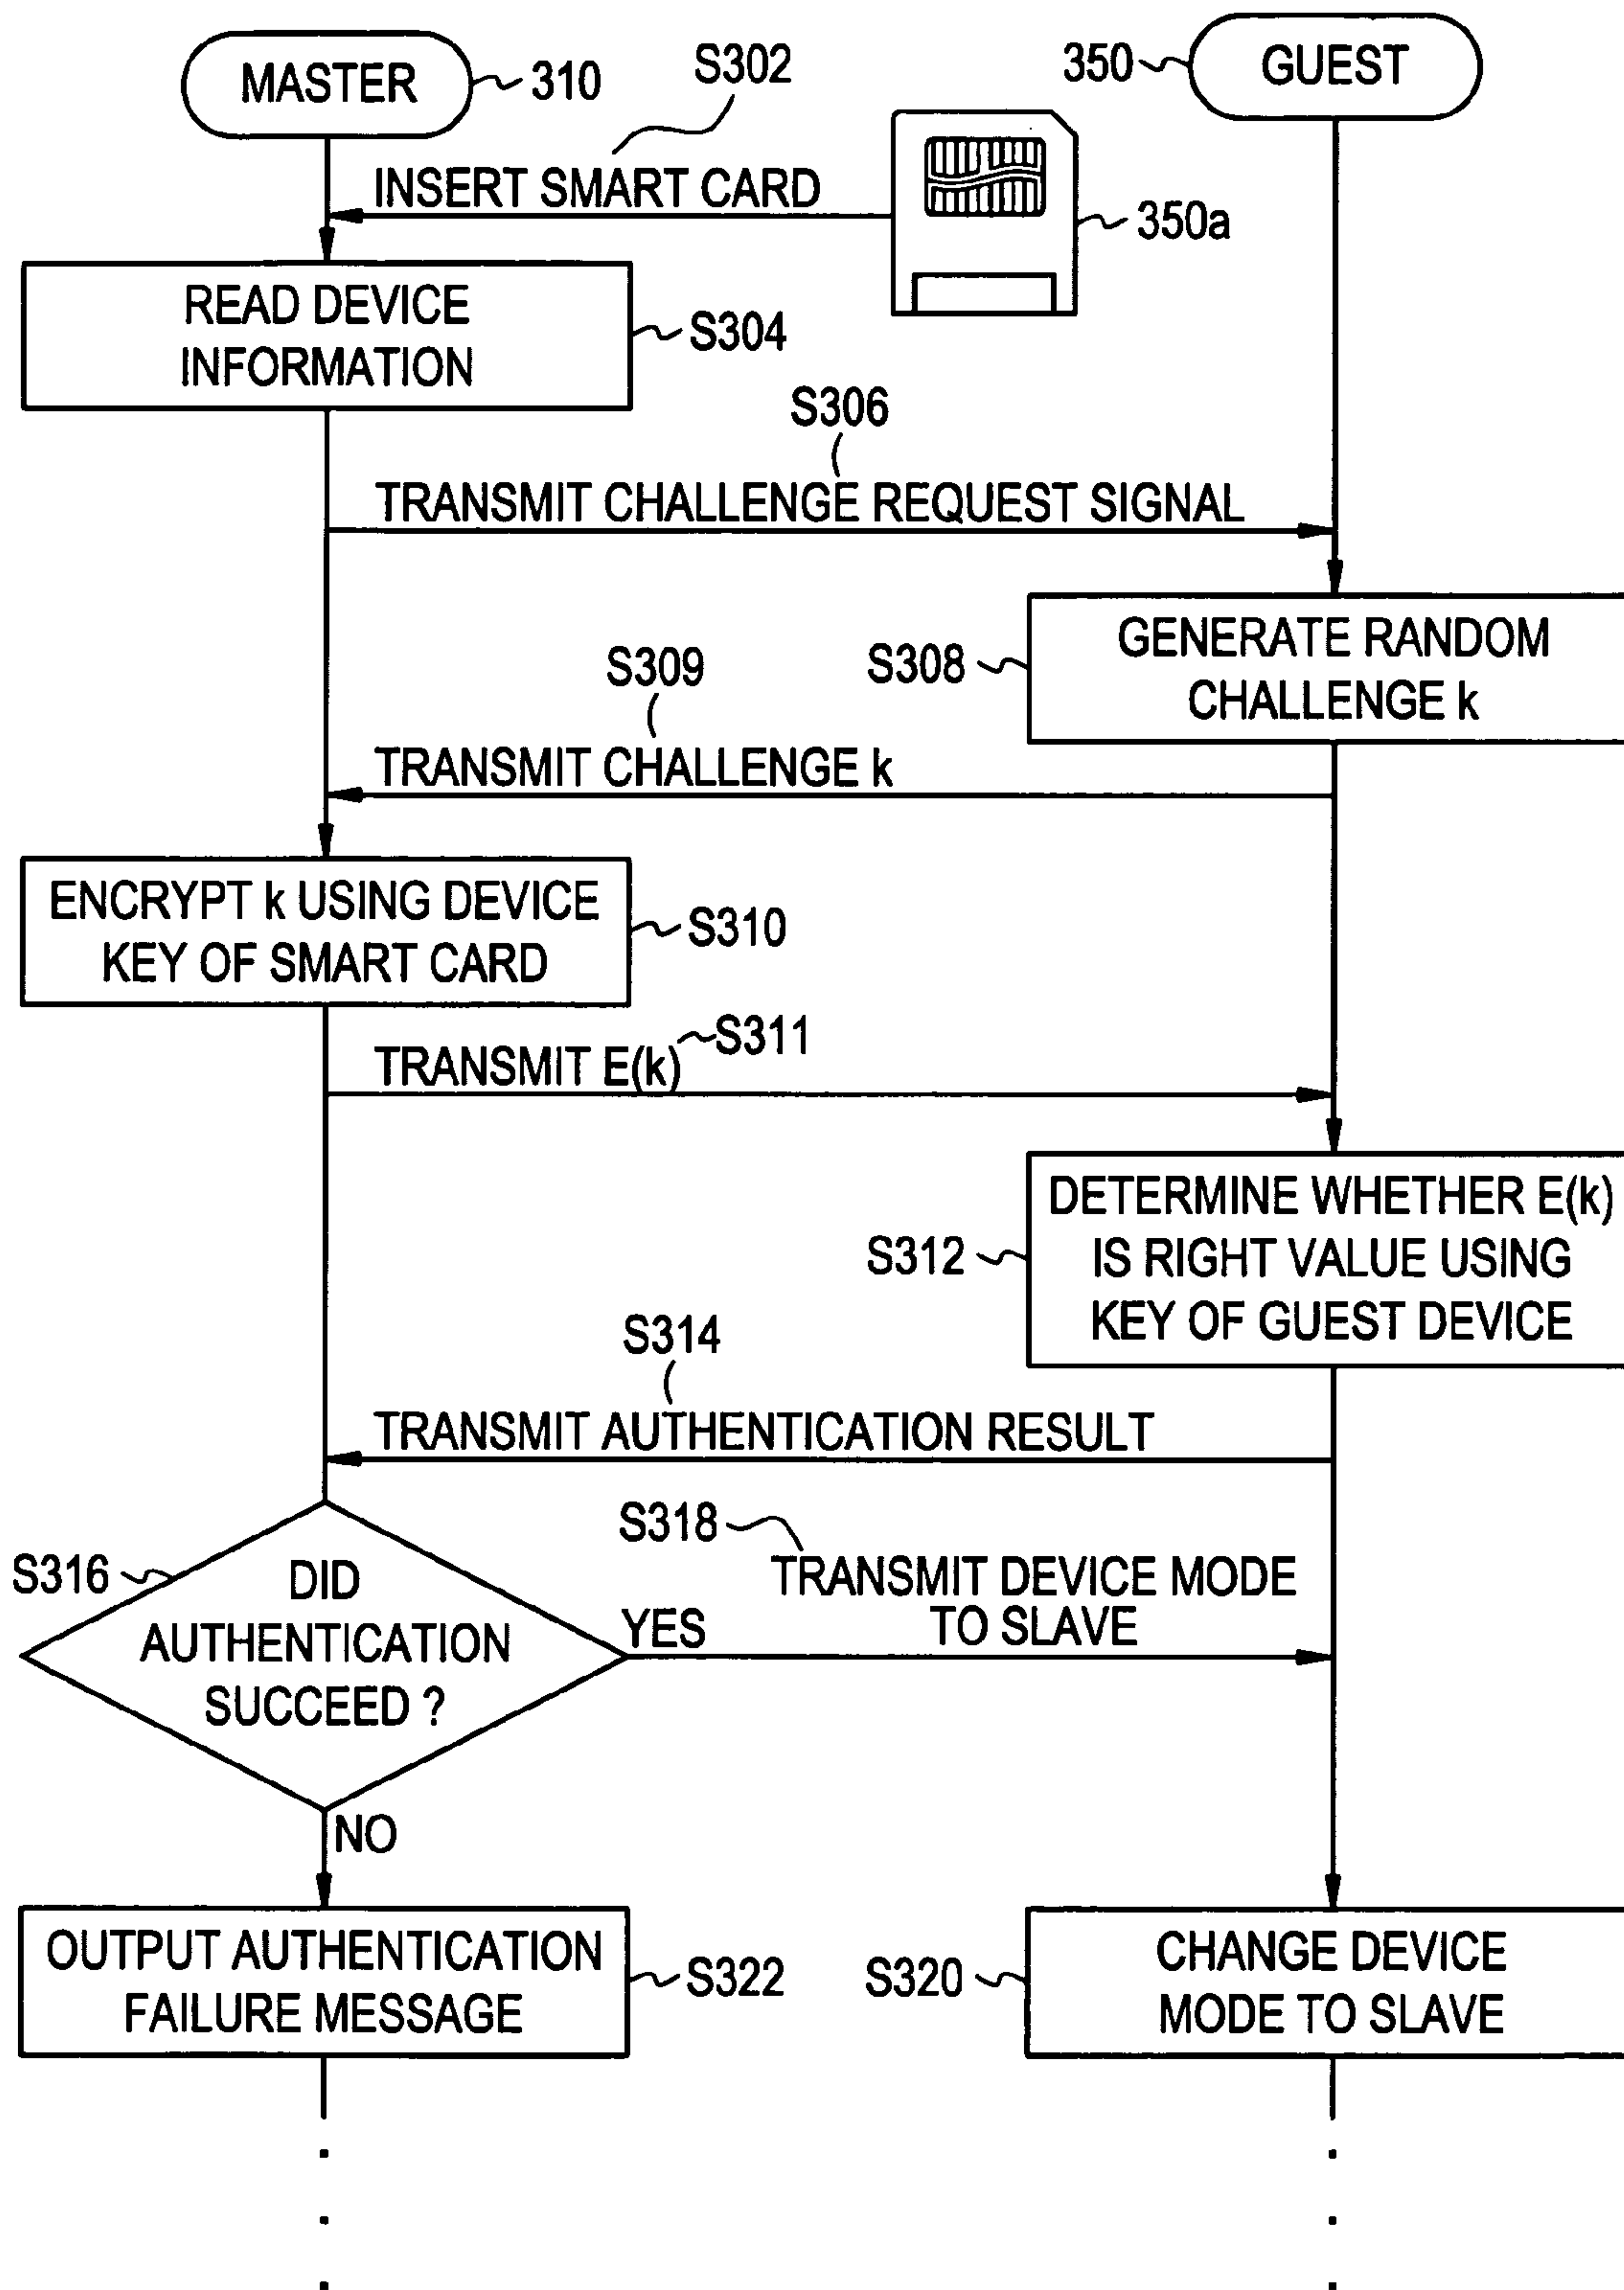 MASTER
310
S302
350
GUEST
INSERT SMART CARD
350a
READ DEVICE
INFORMATION
S304
S306
TRANSMIT CHALLENGE REQUEST SIGNAL
S308
GENERATE RANDOM
CHALLENGE k
S309
TRANSMIT CHALLENGE k
ENCRYPT k USING DEVICE
KEY OF SMART CARD
S310
TRANSMIT E(k)
S311
S312
DETERMINE WHETHER E(k)
IS RIGHT VALUE USING
KEY OF GUEST DEVICE
S314
TRANSMIT AUTHENTICATION RESULT
S316
DID
AUTHENTICATION
SUCCEED ?
S318
TRANSMIT DEVICE MODE
TO SLAVE
YES
NO
OUTPUT AUTHENTICATION
FAILURE MESSAGE
S322
S320
CHANGE DEVICE
MODE TO SLAVE